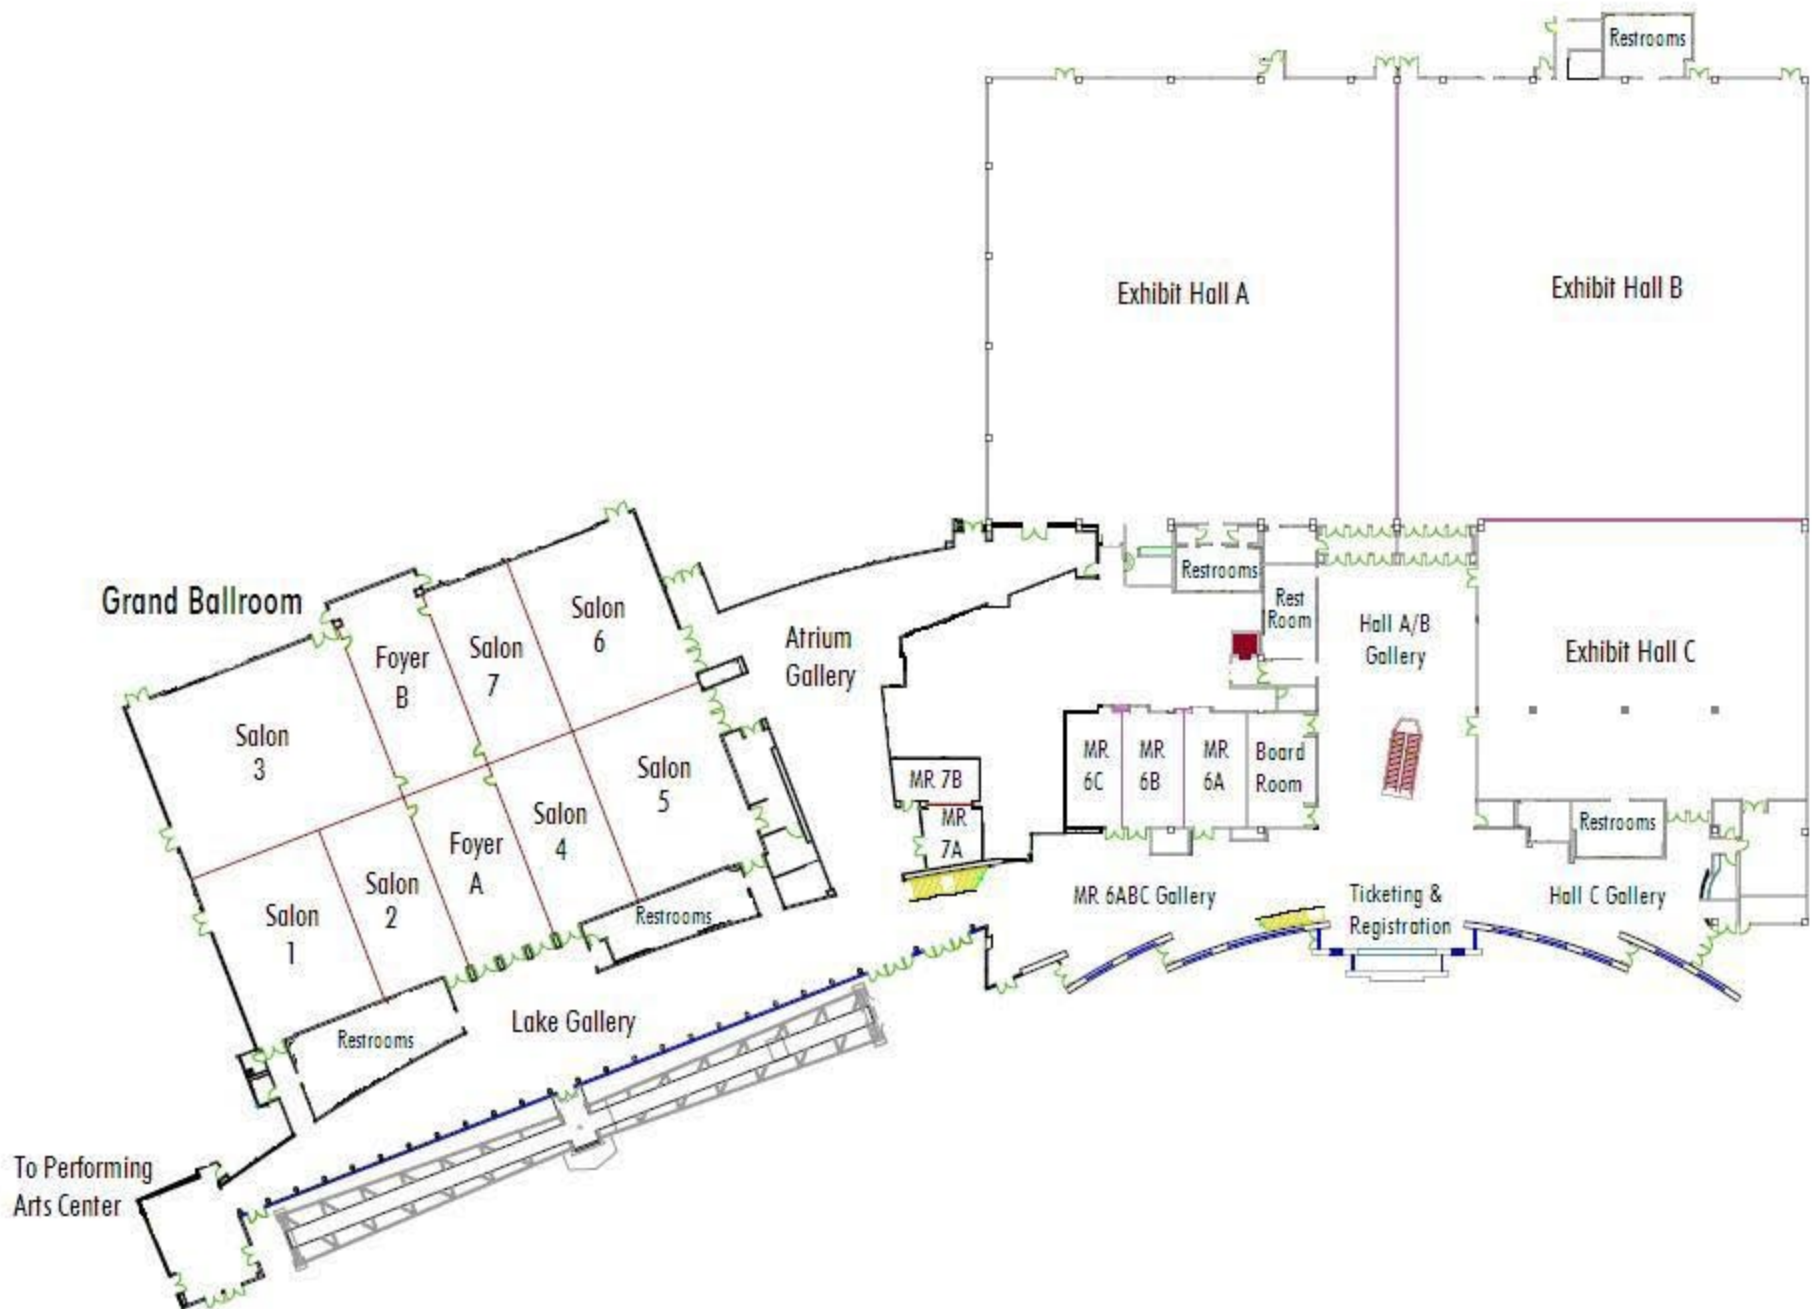 Restrooms
Exhibit Hall A
Exhibit Hall B
Grand Ballroom
Salon
6
Salon
7
Foyer
B
Salon
3
Atrium
Gallery
Restrooms
Rest
Room
Hall A/B
Gallery
Exhibit Hall C
Salon
5
Salon
4
Foyer
A
Salon
2
Salon
1
MR 7B
MR
7A
MR
6C
MR
6B
MR
6A
Board
Room
Restrooms
MR 6ABC Gallery
Ticketing &
Registration
Hall C Gallery
Restrooms
Lake Gallery
Restrooms
To Performing
Arts Center